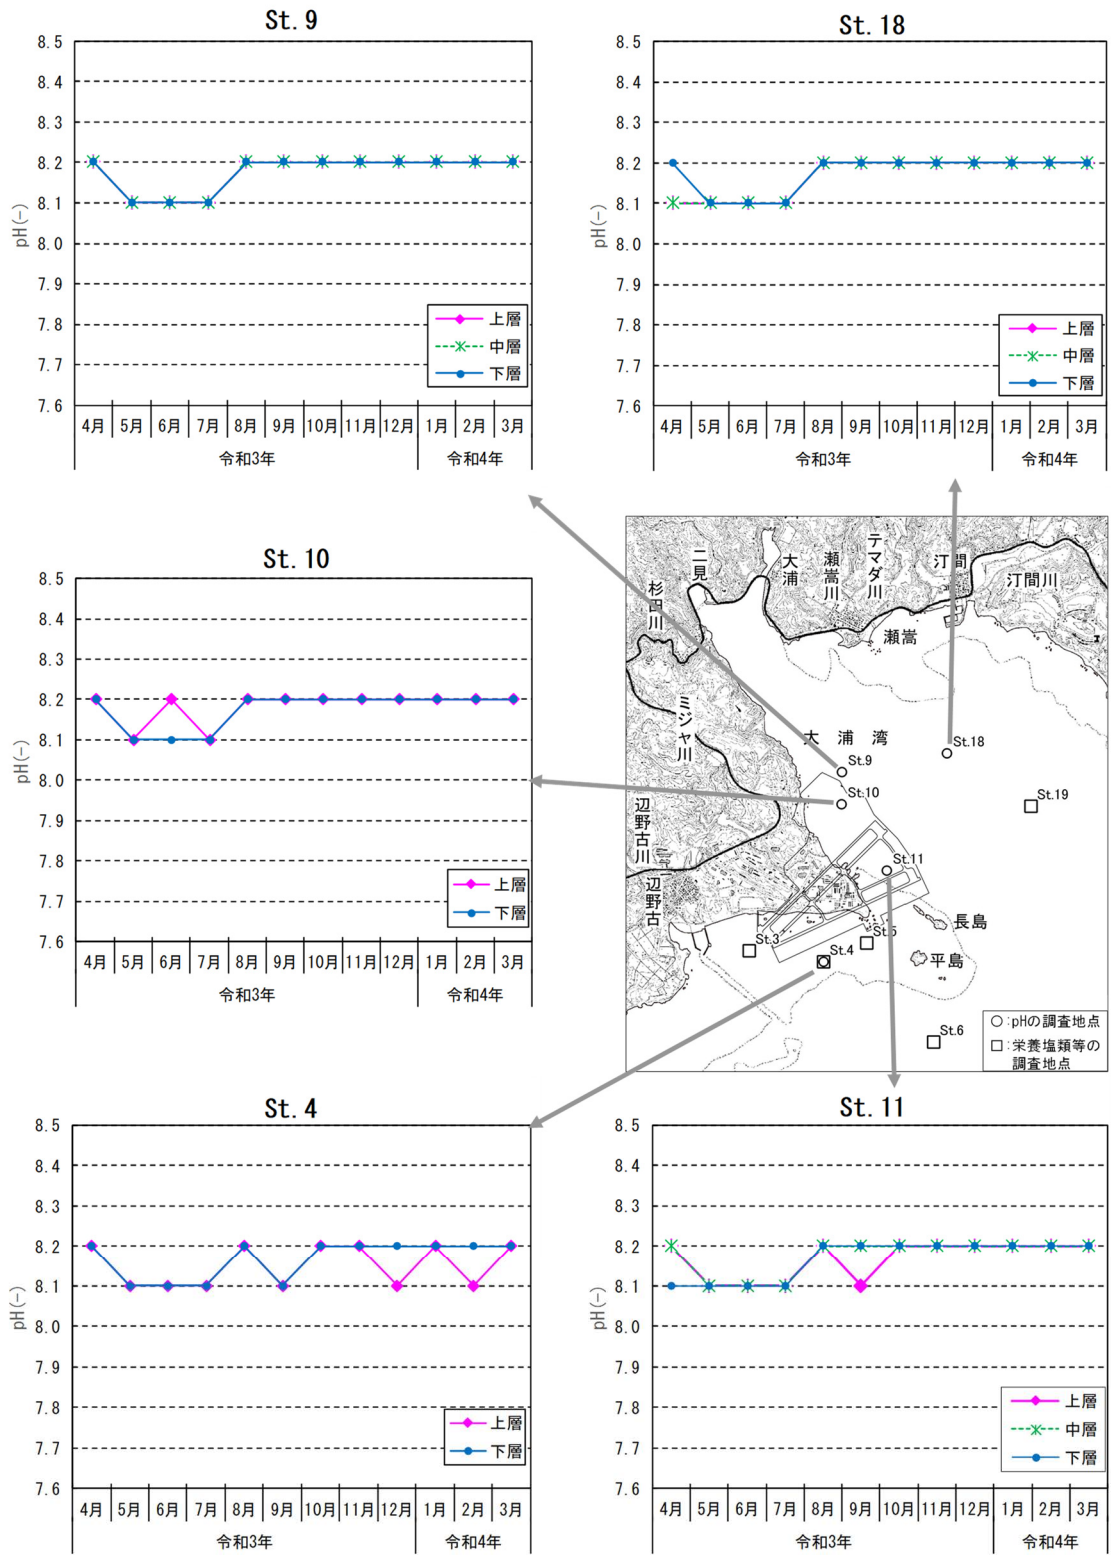 St. 9
8.5
8.4
8.3
8.2
8.1
8.0
7.9
7.8
7.7
7.6
pH(-)
上層
中層
下層
4月 5月 6月 7月 8月 9月 10月 11月 12月 1月 2月 3月
令和3年 令和4年
St. 18
8.5
8.4
8.3
8.2
8.1
8.0
7.9
7.8
7.7
7.6
pH(-)
上層
中層
下層
4月 5月 6月 7月 8月 9月 10月 11月 12月 1月 2月 3月
令和3年 令和4年
St. 10
8.5
8.4
8.3
8.2
8.1
8.0
7.9
7.8
7.7
7.6
pH(-)
上層
下層
4月 5月 6月 7月 8月 9月 10月 11月 12月 1月 2月 3月
令和3年 令和4年
杉田川
二見
大浦
瀬嵩川
テマダ川
汀間
汀間川
瀬嵩
ミジャ川
大浦湾
St.18
St.9
St.10
St.19
辺野古川
St.11
辺野古
長島
St.3
St.5
St.4
平島
St.6
○:pHの調査地点
□:栄養塩類等の
調査地点
St. 4
8.5
8.4
8.3
8.2
8.1
8.0
7.9
7.8
7.7
7.6
pH(-)
上層
下層
4月 5月 6月 7月 8月 9月 10月 11月 12月 1月 2月 3月
令和3年 令和4年
St. 11
8.5
8.4
8.3
8.2
8.1
8.0
7.9
7.8
7.7
7.6
pH(-)
上層
中層
下層
4月 5月 6月 7月 8月 9月 10月 11月 12月 1月 2月 3月
令和3年 令和4年